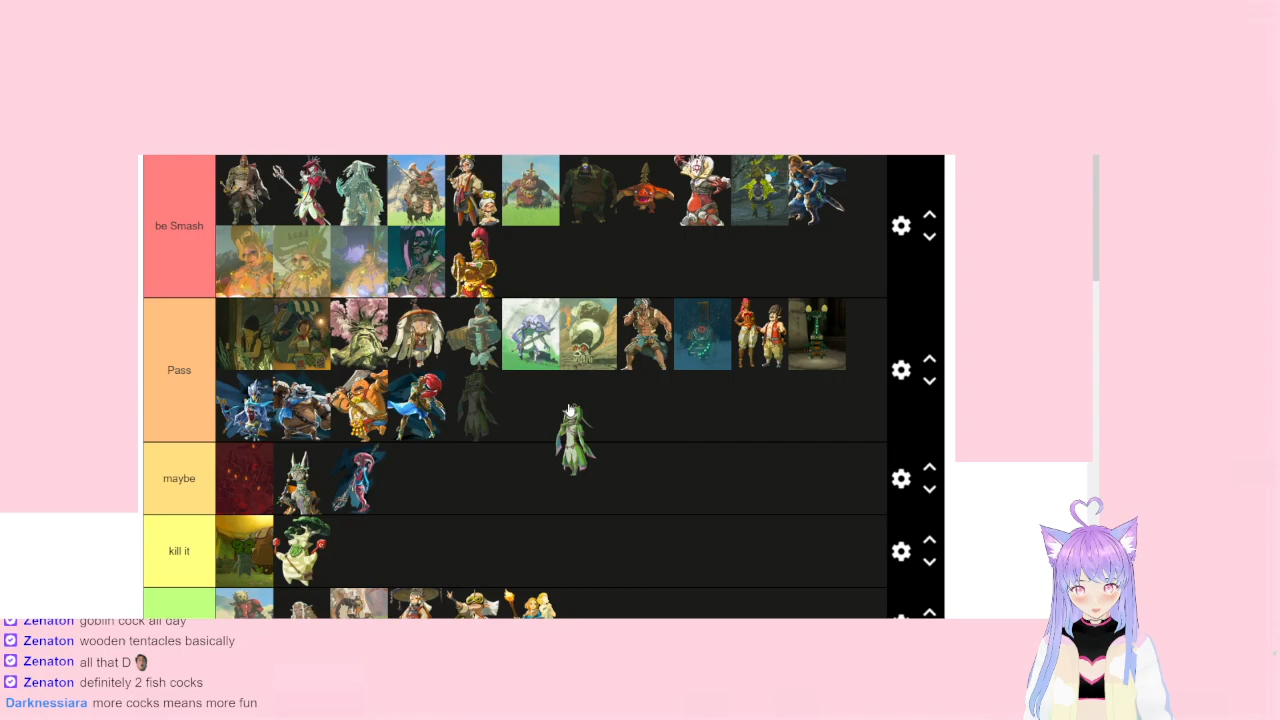 be Smash
Pass
maybe
kill it
Zenaton goblin cock all day
Zenaton wooden tentacles basically
Zenaton all that D
Zenaton definitely 2 fish cocks
Darknessiara more cocks means more fun